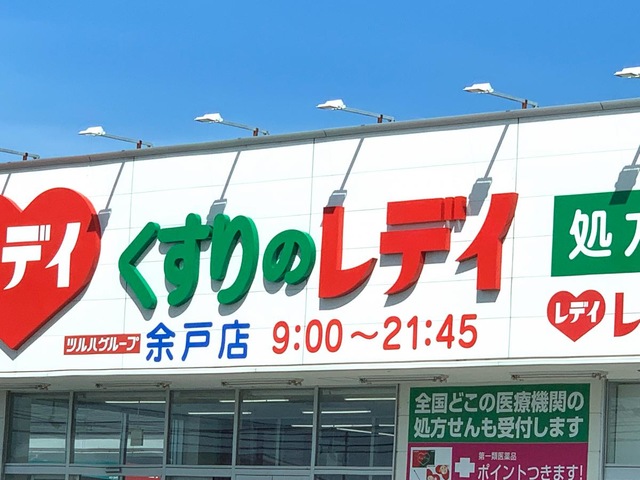 レディ
くすりのレデイ
ツルハグループ
余戸店
9:00～21:45
処方
レディ
レ
全国どこの医療機関の
処方せんも受付します
第一類医薬品
ポイントつきます!